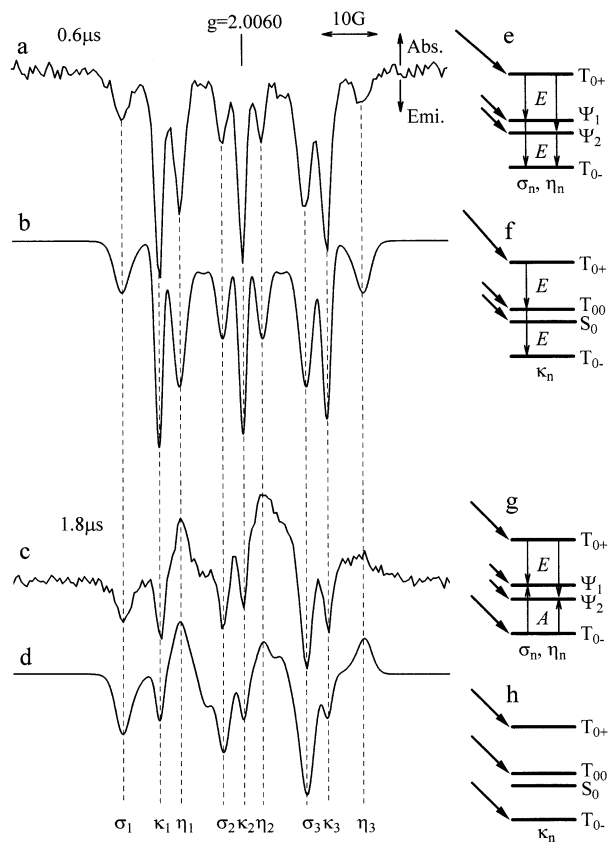 a
0.6μs
g=2.0060
10G
Abs.
Emi.
e
T0+
E
Ψ1
Ψ2
E
T0-
σn, ηn
b
f
T0+
E
T00
S0
E
T0-
κn
c
1.8μs
g
T0+
E
Ψ1
Ψ2
A
T0-
σn, ηn
d
h
T0+
T00
S0
T0-
κn
σ1 κ1 η1 σ2 κ2 η2 σ3 κ3 η3